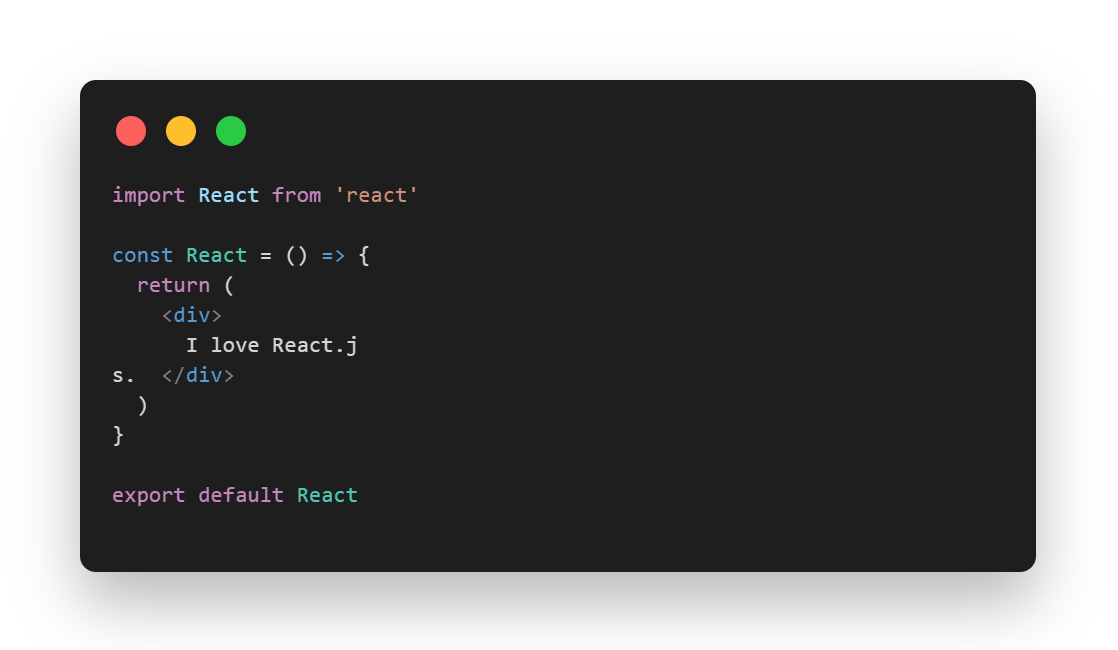 import React from 'react'

const React = () => {
  return (
    <div>
      I love React.j
s.  </div>
  )
}

export default React